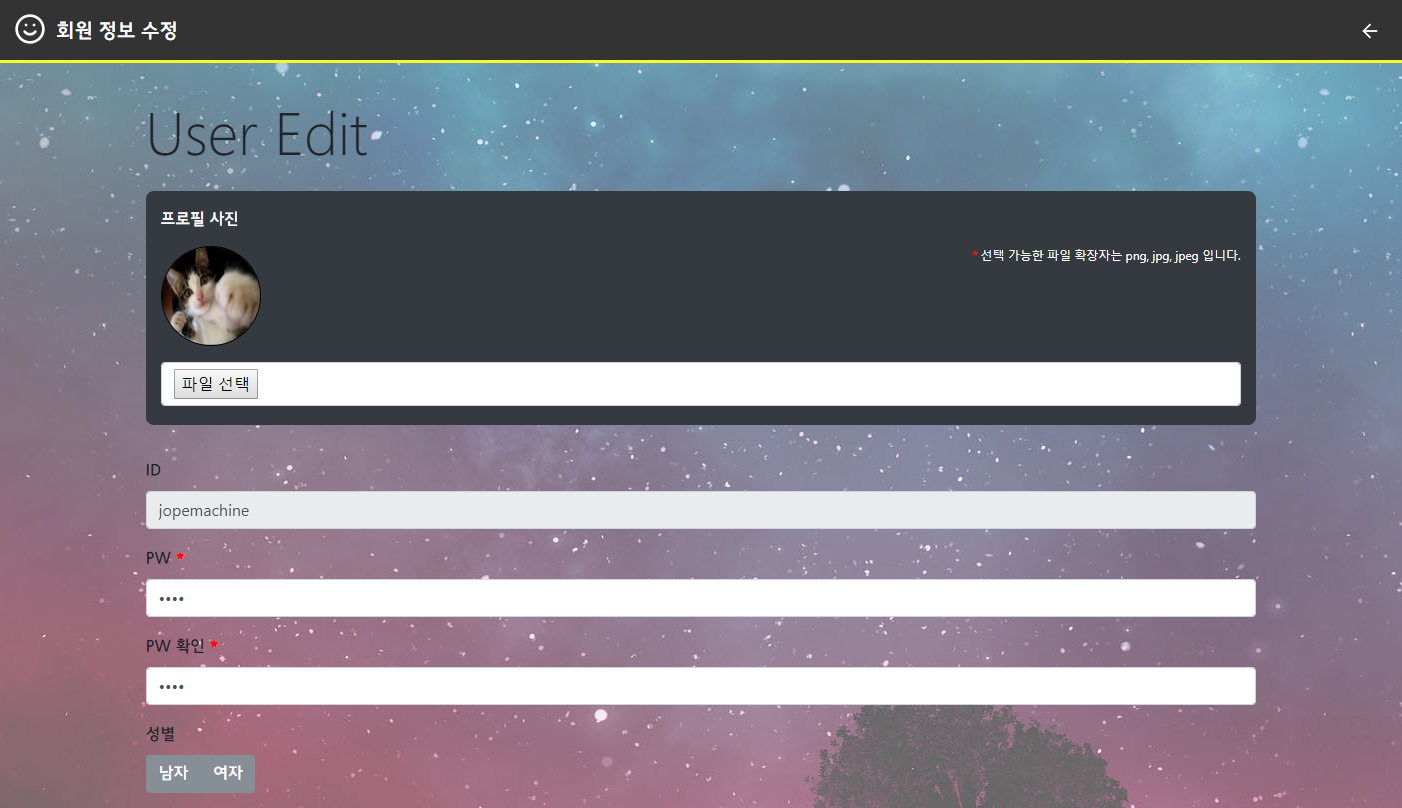 회원 정보 수정
User Edit
프로필 사진
* 선택 가능한 파일 확장자는 png, jpg, jpeg 입니다.
파일 선택
ID
jopemachine
PW *
••••
PW 확인 *
••••
성별
남자 여자